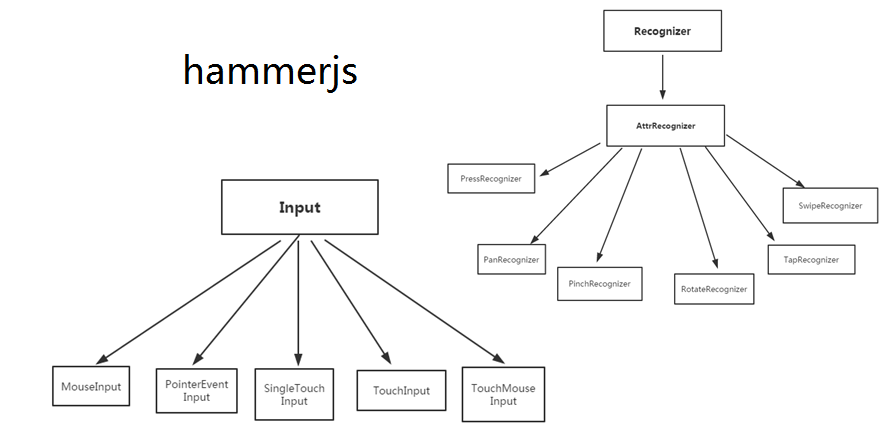 hammerjs
Recognizer
AttrRecognizer
PressRecognizer
SwipeRecognizer
PanRecognizer
TapRecognizer
PinchRecognizer
RotateRecognizer
Input
MouseInput
PointerEvent
Input
SingleTouch
Input
TouchInput
TouchMouse
Input